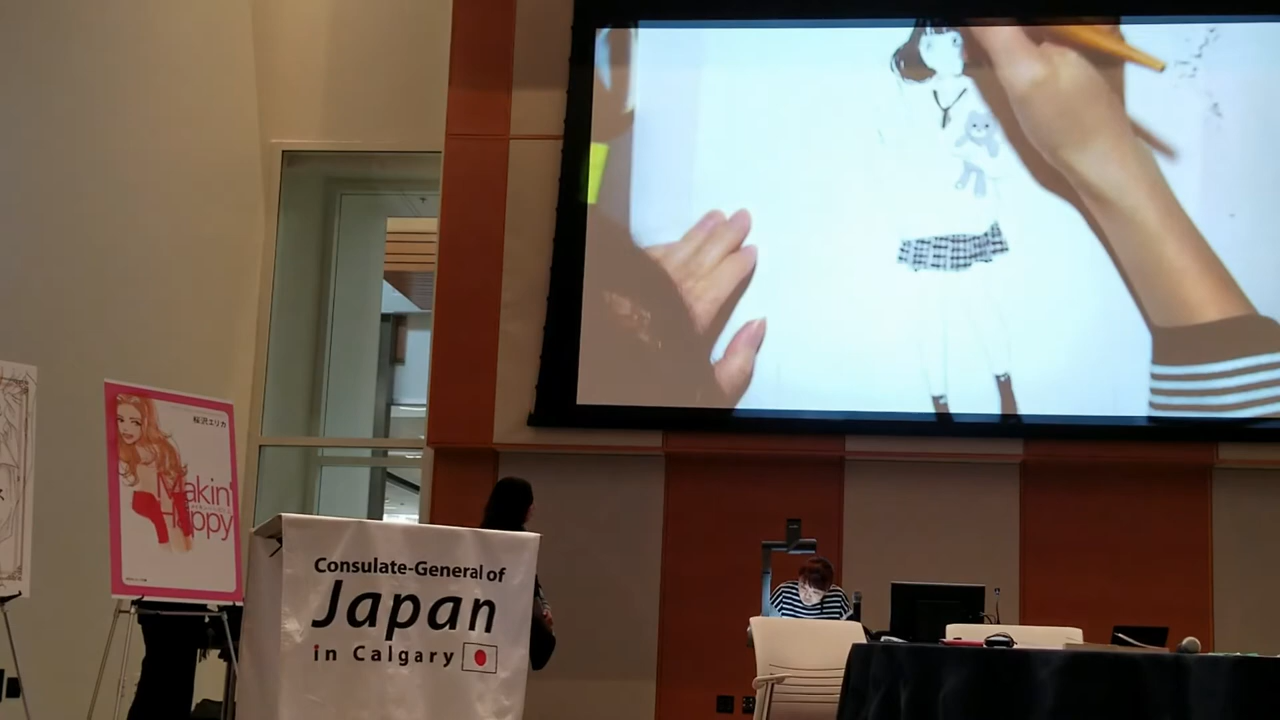 桜沢エリカ
Makin'
Happy
Consulate-General of
Japan
in Calgary